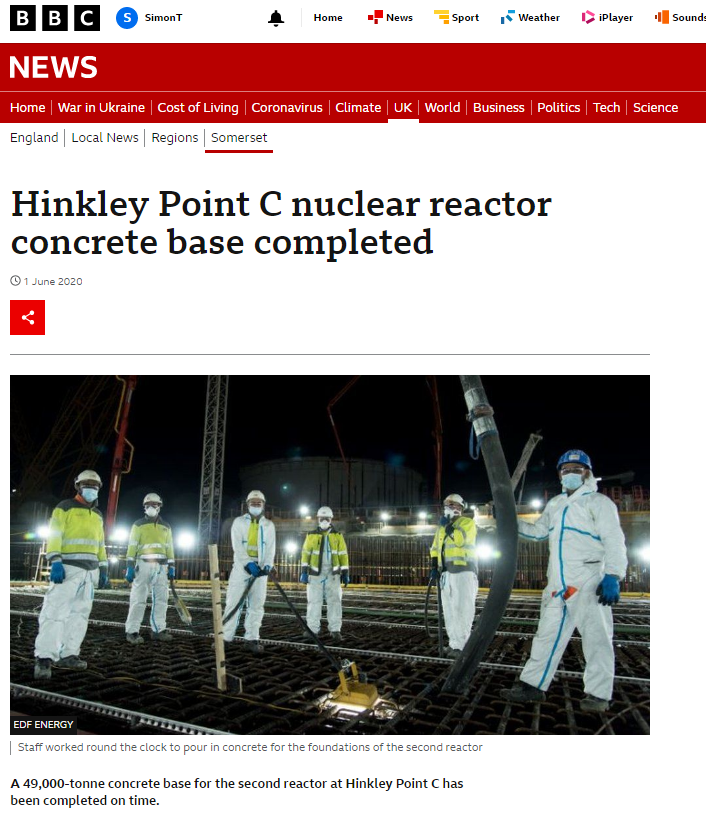 BBC
S SimonT
Home News Sport Weather iPlayer Sounds
NEWS
Home War in Ukraine Cost of Living Coronavirus Climate UK World Business Politics Tech Science
England Local News Regions Somerset
Hinkley Point C nuclear reactor
concrete base completed
1 June 2020
EDF ENERGY
Staff worked round the clock to pour in concrete for the foundations of the second reactor
A 49,000-tonne concrete base for the second reactor at Hinkley Point C has
been completed on time.